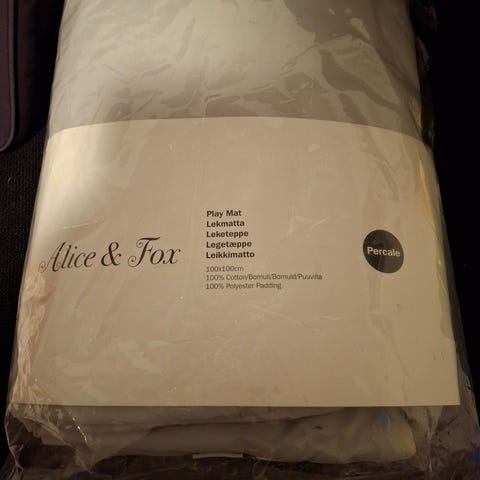 Alice & Fox
Play Mat
Lekmatta
Leketeppe
Legetæppe
Leikkimatto
100x100cm
100% Cotton/Bomull/Bomuld/Puuvilla
100% Polyester Padding
Percale